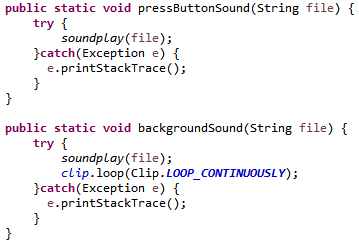 public static void pressButtonSound(String file) {
    try {
        soundplay(file);
    }catch(Exception e) {
      e.printStackTrace();
    }
}
public static void backgroundSound(String file) {
    try {
        soundplay(file);
        clip.loop(Clip.LOOP_CONTINUOUSLY);
    }catch(Exception e) {
      e.printStackTrace();
    }
}